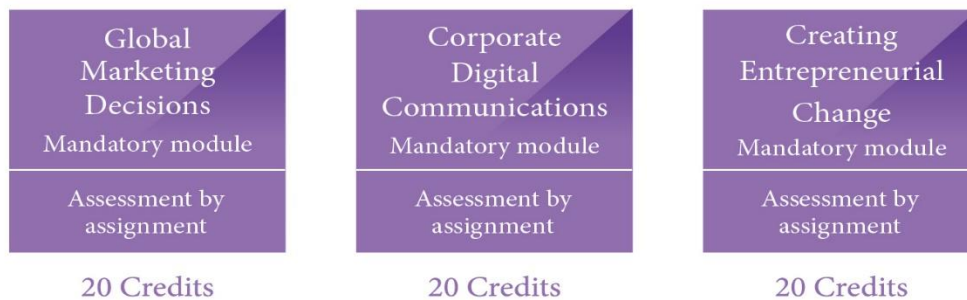 Global
Marketing
Decisions
Mandatory module
Assessment by
assignment
20 Credits
Corporate
Digital
Communications
Mandatory module
Assessment by
assignment
20 Credits
Creating
Entrepreneurial
Change
Mandatory module
Assessment by
assignment
20 Credits